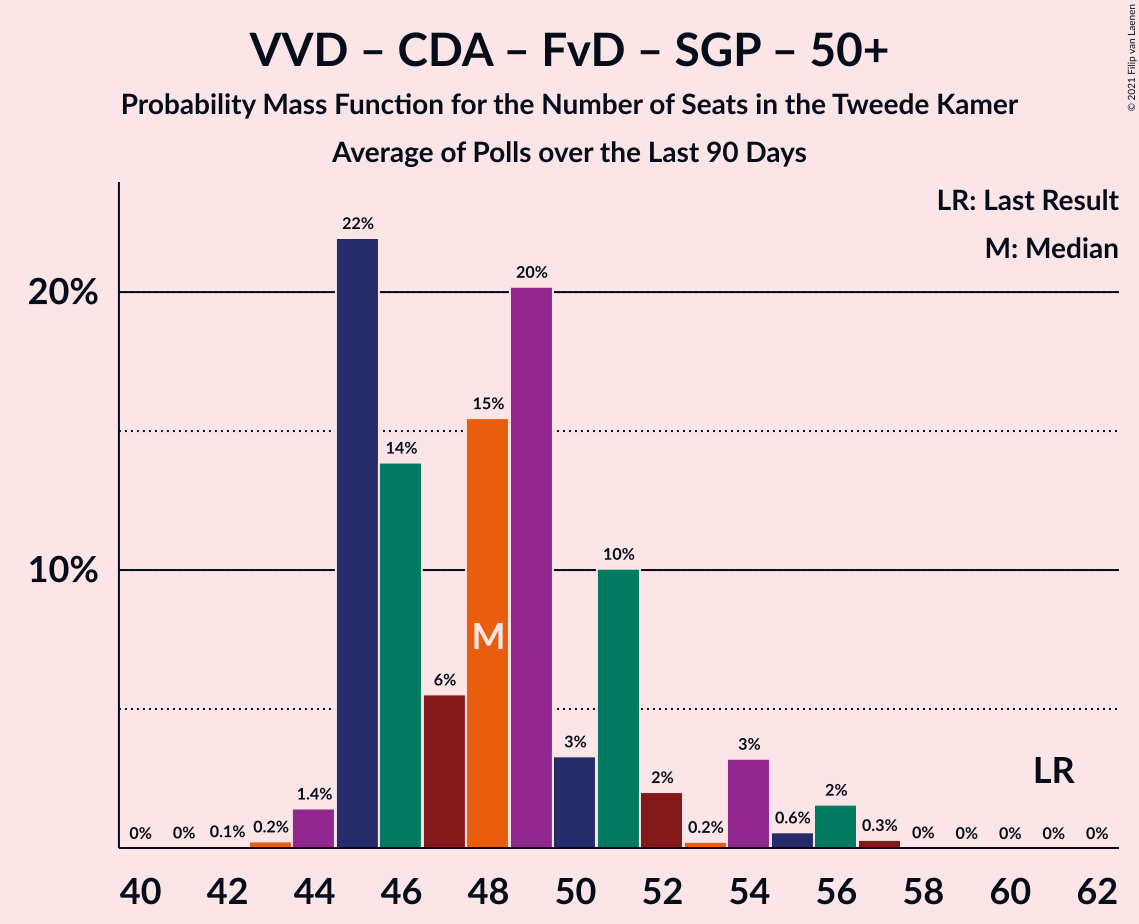 VVD – CDA – FvD – SGP – 50+
Probability Mass Function for the Number of Seats in the Tweede Kamer
Average of Polls over the Last 90 Days
© 2021 Filip van Laenen
LR: Last Result
M: Median
20%
10%
0% 0% 0.1% 0.2% 1.4% 22% 14% 6% 15% 20% 3% 10% 2% 0.2% 3% 0.6% 2% 0.3% 0% 0% 0% 0% 0%
M
LR
40 42 44 46 48 50 52 54 56 58 60 62